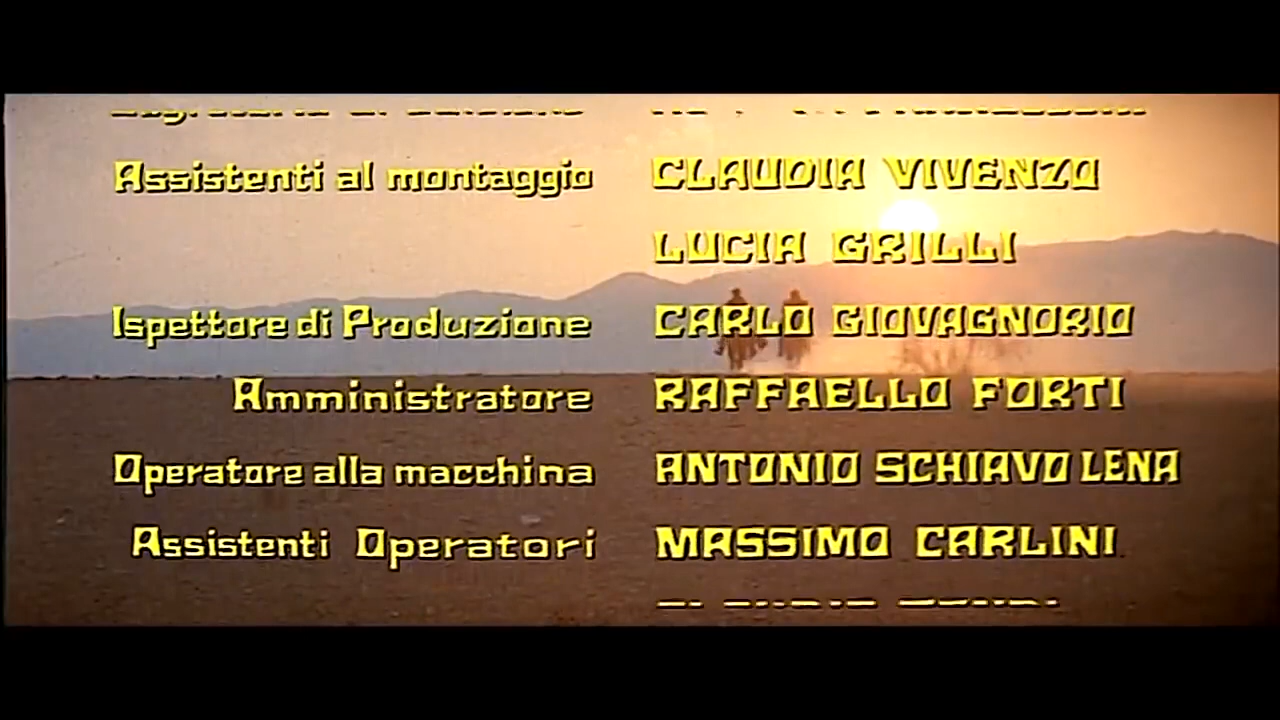 Assistenti al montaggio CLAUDIA VIVENZO
LUCIA GRILLI
Ispettore di Produzione CARLO GIOVAGNORIO
Amministratore RAFFAELLO FORTI
Operatore alla macchina ANTONIO SCHIAVO LENA
Assistenti Operatori MASSIMO CARLINI